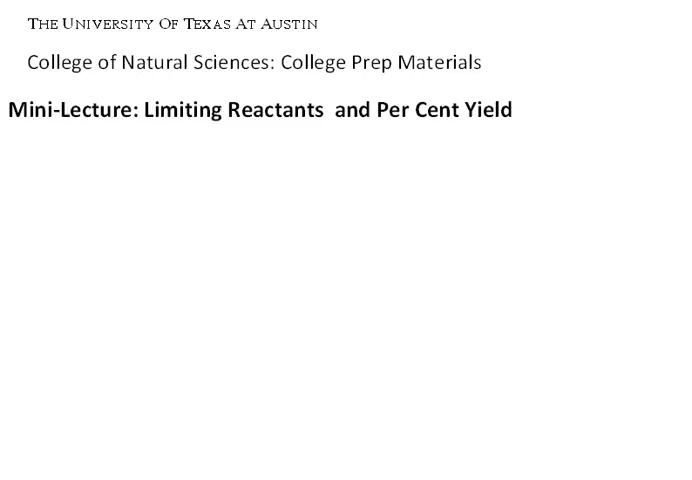 THE UNIVERSITY OF TEXAS AT AUSTIN
College of Natural Sciences: College Prep Materials
Mini-Lecture: Limiting Reactants  and Per Cent Yield